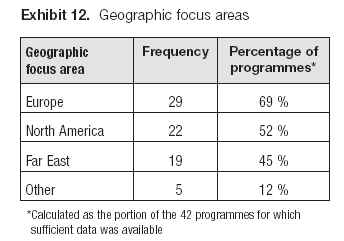 Exhibit 12. Geographic focus areas
Geographic focus area Frequency Percentage of programmes*
Europe 29 69 %
North America 22 52 %
Far East 19 45 %
Other 5 12 %
*Calculated as the portion of the 42 programmes for which
sufficient data was available